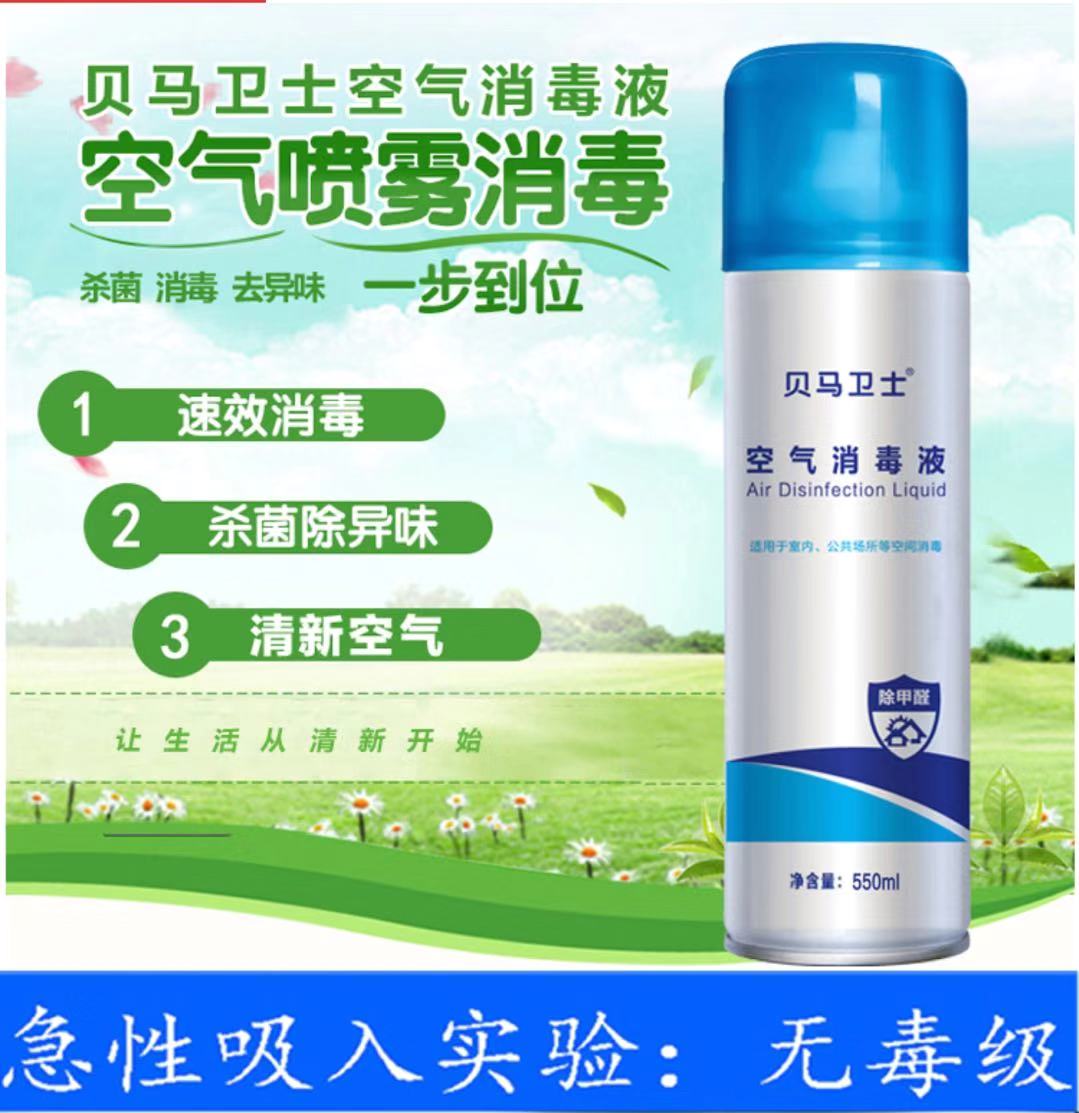 贝马卫士空气消毒液
空气喷雾消毒
杀菌 消毒 去异味 一步到位
1 速效消毒
2 杀菌除异味
3 清新空气
让生活从清新开始
贝马卫士®
空气消毒液
Air Disinfection Liquid
适用于室内、公共场所等空间消毒
除甲醛
净含量：550ml
急性吸入实验：无毒级